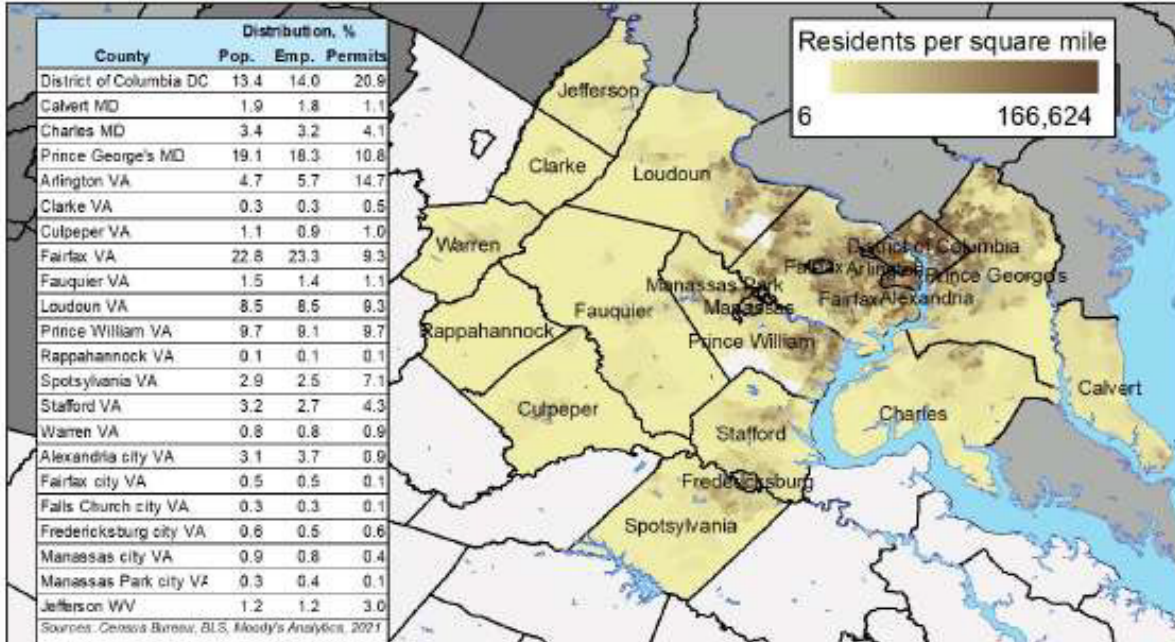 Distribution, %
County Pop. Emp. Permits
District of Columbia DC 13.4 14.0 20.9
Calvert MD 1.9 1.8 1.1
Charles MD 3.4 3.2 4.1
Prince George's MD 19.1 18.3 10.8
Arlington VA 4.7 5.7 14.7
Clarke VA 0.3 0.3 0.5
Culpeper VA 1.1 0.9 1.0
Fairfax VA 22.8 23.3 9.3
Fauquier VA 1.5 1.4 1.1
Loudoun VA 8.5 8.5 9.3
Prince William VA 9.7 9.1 9.7
Rappahannock VA 0.1 0.1 0.1
Spotsylvania VA 2.9 2.5 7.1
Stafford VA 3.2 2.7 4.3
Warren VA 0.8 0.8 0.9
Alexandria city VA 3.1 3.7 0.9
Fairfax city VA 0.5 0.5 0.1
Falls Church city VA 0.3 0.3 0.1
Fredericksburg city VA 0.6 0.5 0.6
Manassas city VA 0.9 0.8 0.4
Manassas Park city VA 0.3 0.4 0.1
Jefferson WV 1.2 1.2 3.0
Sources: Census Bureau, BLS, Moody's Analytics, 2021
Residents per square mile
6 166,624
Jefferson
Clarke
Loudoun
Warren
District of Columbia
Fairfax
Arlington
Prince George's
Manassas Park
Fairfax
Alexandria
Manassas
Fauquier
Rappahannock
Prince William
Calvert
Culpeper
Charles
Stafford
Fredericksburg
Spotsylvania